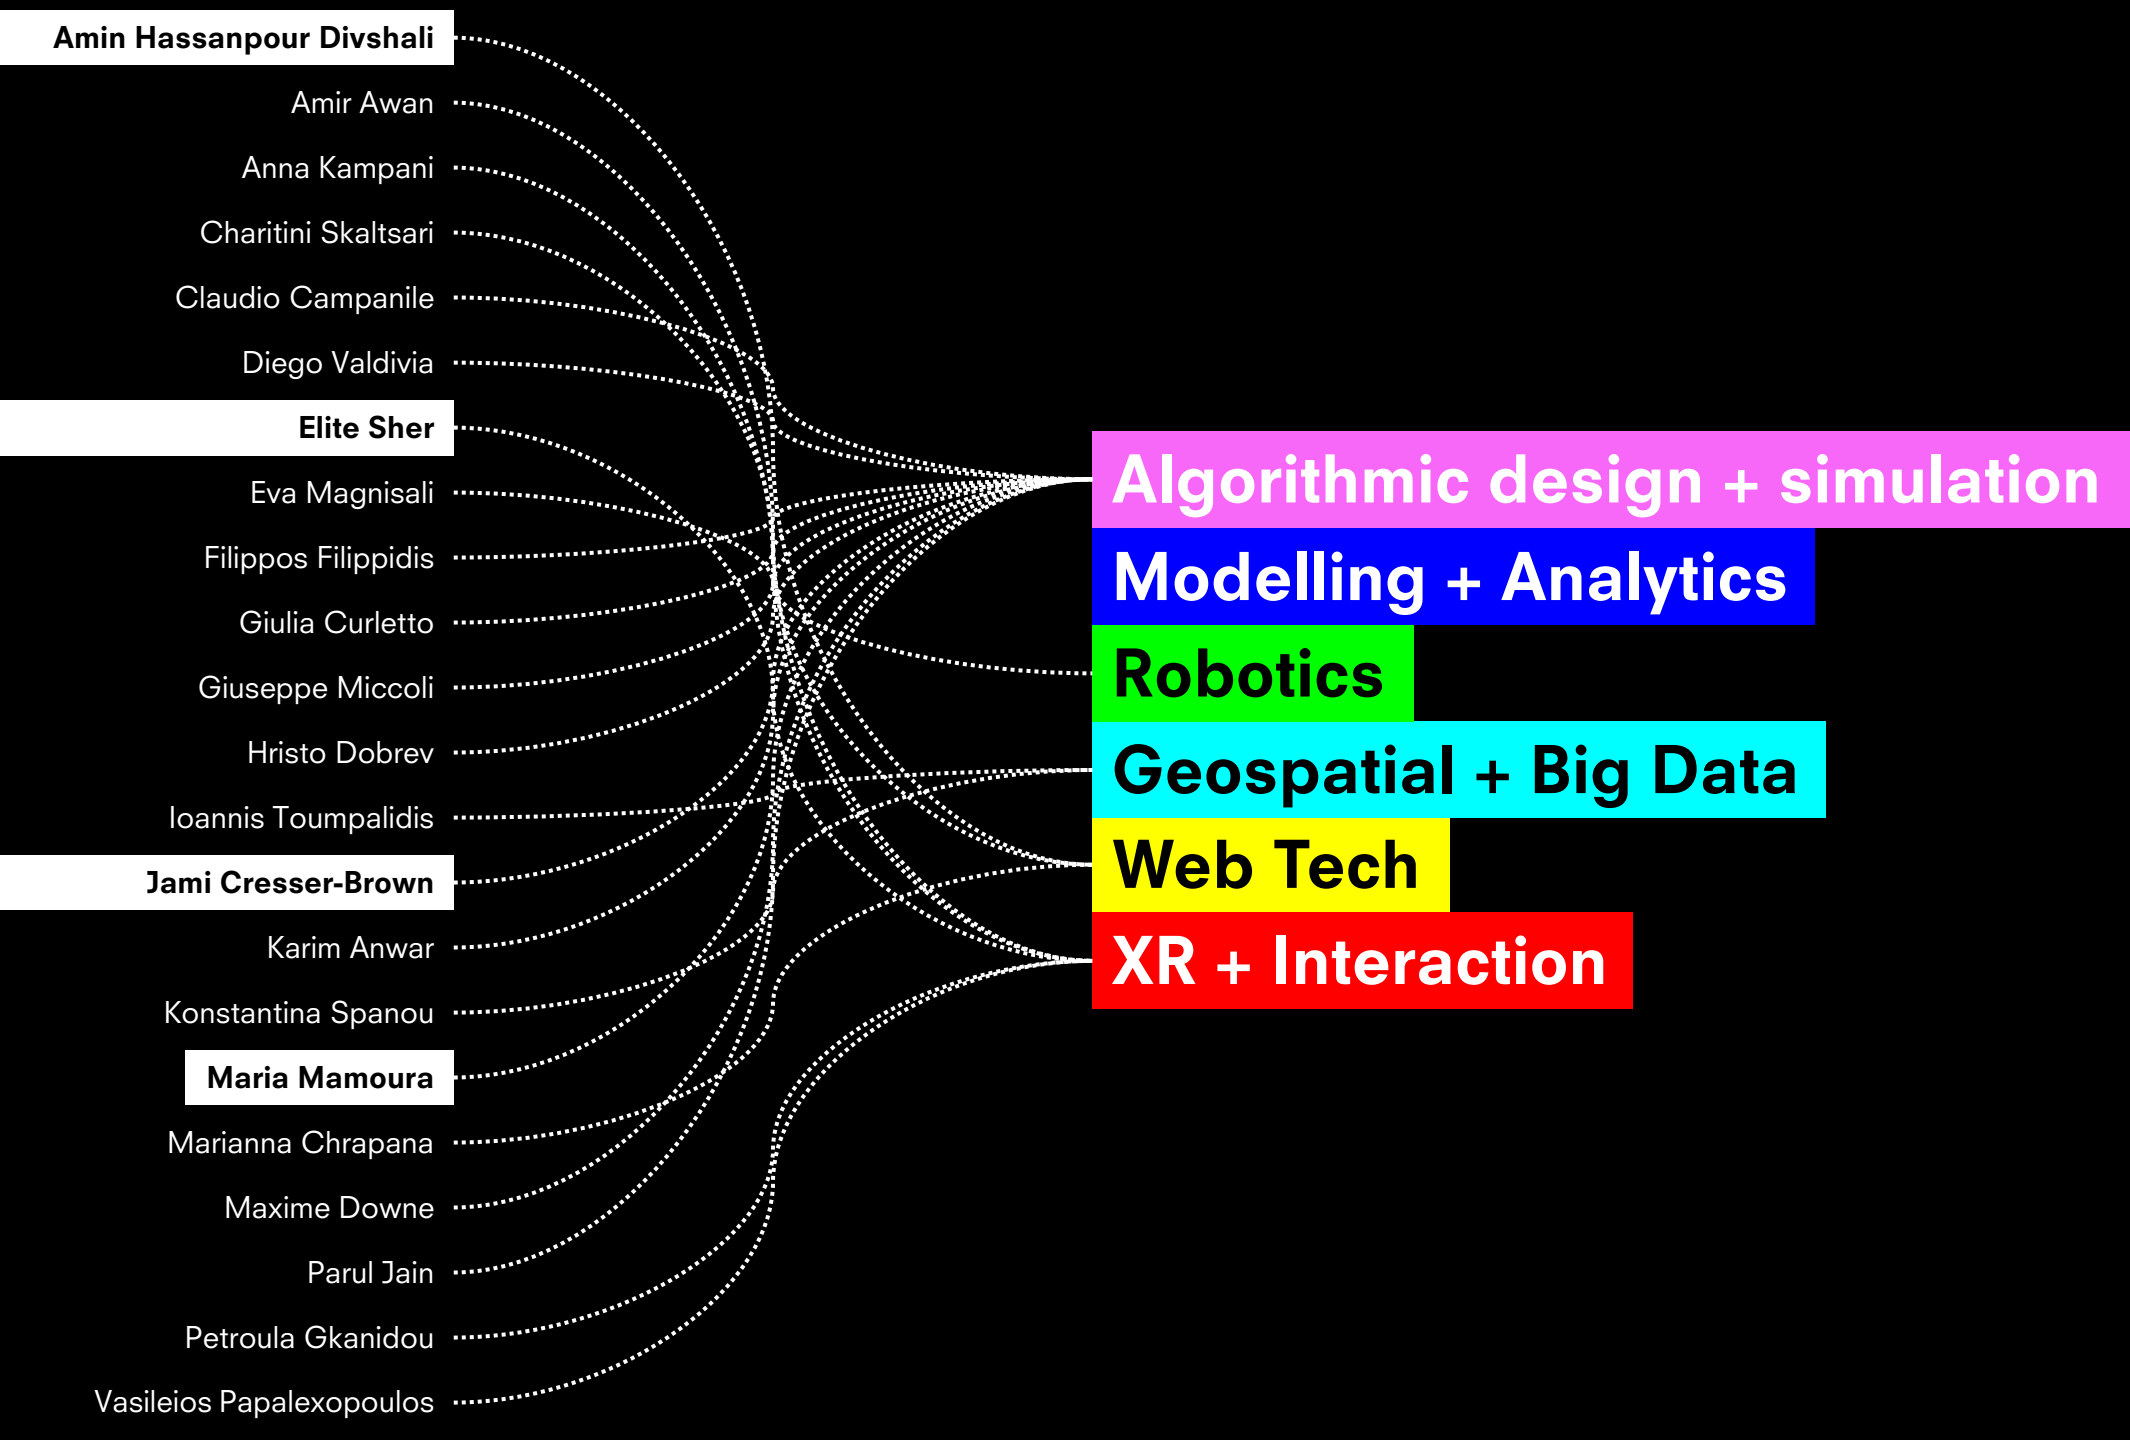 Amin Hassanpour Divshali
Amir Awan
Anna Kampani
Charitini Skaltsari
Claudio Campanile
Diego Valdivia
Elite Sher
Eva Magnisali
Filippos Filippidis
Giulia Curletto
Giuseppe Miccoli
Hristo Dobrev
Ioannis Toumpalidis
Jami Cresser-Brown
Karim Anwar
Konstantina Spanou
Maria Mamoura
Marianna Chrapana
Maxime Downe
Parul Jain
Petroula Gkanidou
Vasileios Papalexopoulos
Algorithmic design + simulation
Modelling + Analytics
Robotics
Geospatial + Big Data
Web Tech
XR + Interaction